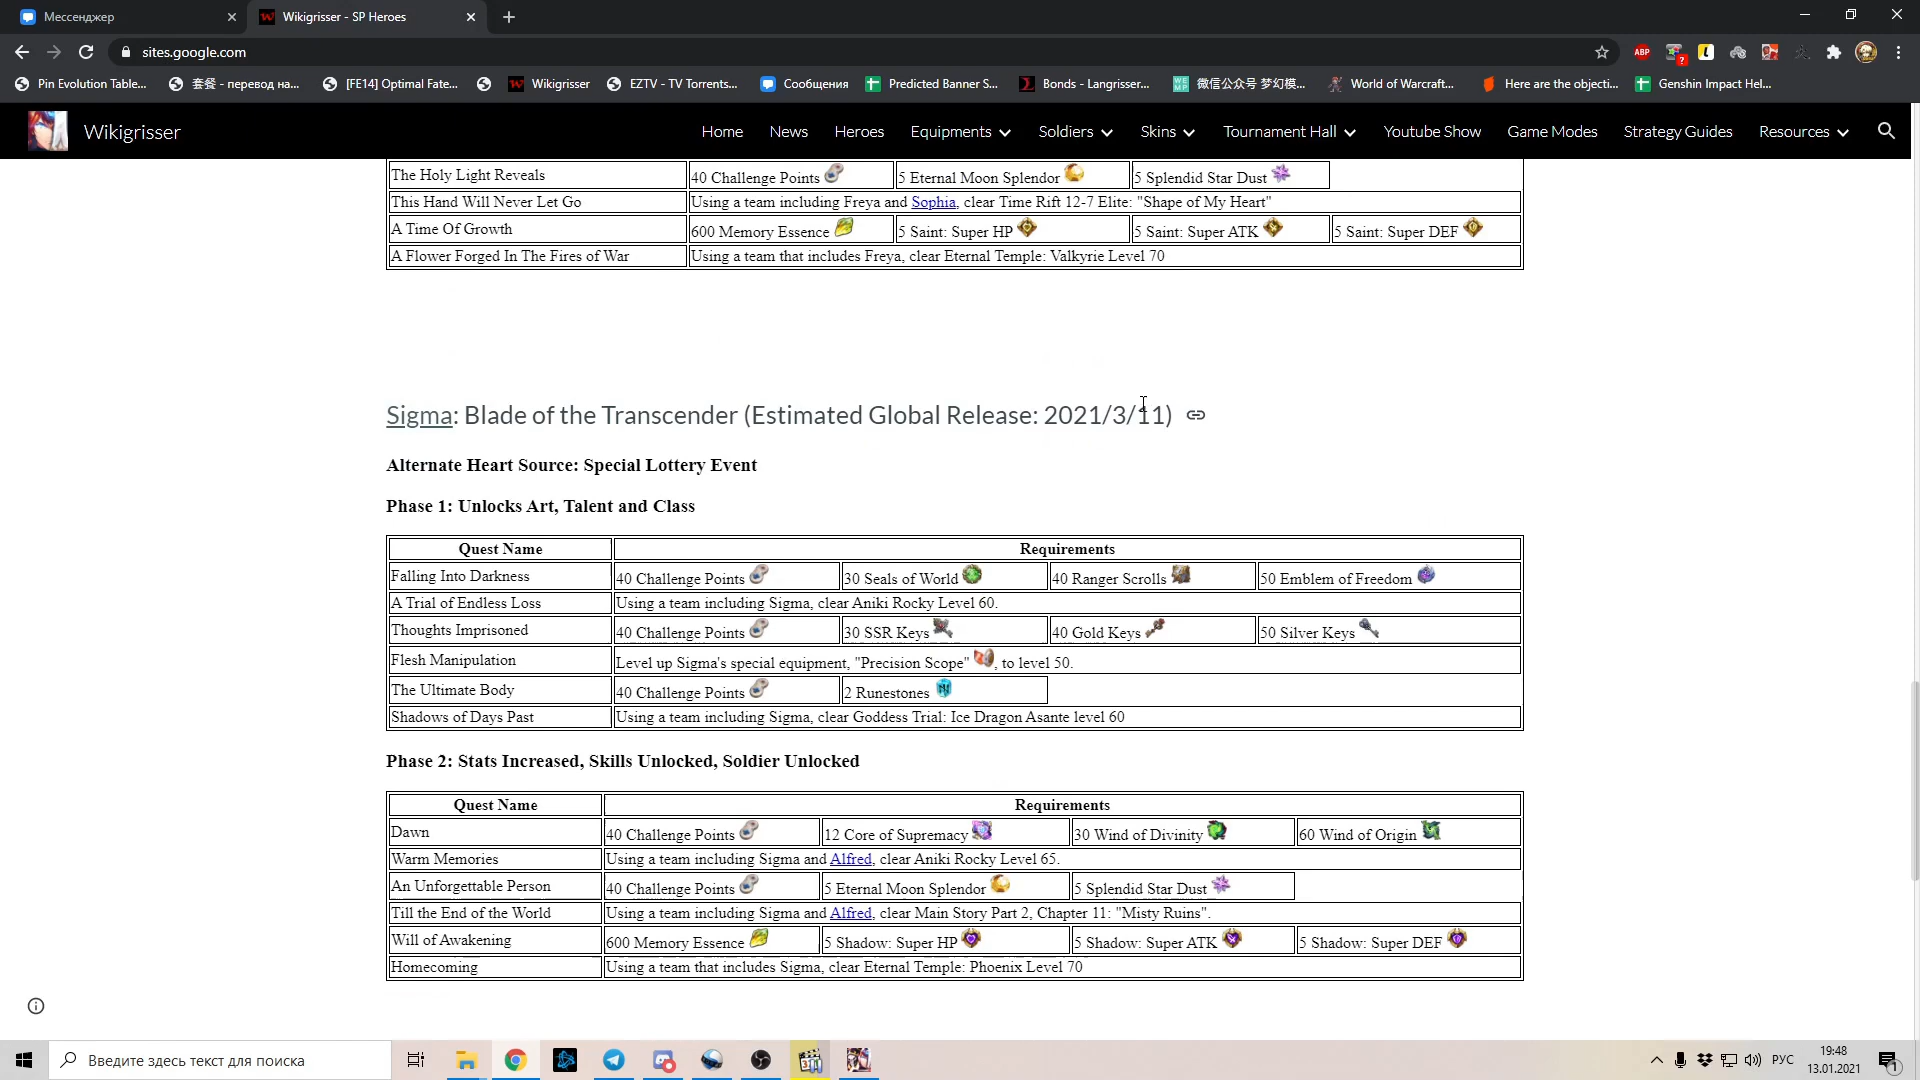 Мессенджер
Wikigrisser - SP Heroes
sites.google.com
ABP
?
L
Pin Evolution Table...
套餐 - перевод на...
[FE14] Optimal Fate...
Wikigrisser
EZTV - TV Torrents...
Сообщения
Predicted Banner S...
Bonds - Langrisser...
微信公众号 梦幻模...
World of Warcraft...
Here are the objecti...
Genshin Impact Hel...
Wikigrisser
Home News Heroes Equipments Soldiers Skins Tournament Hall Youtube Show Game Modes Strategy Guides Resources
The Holy Light Reveals 40 Challenge Points 5 Eternal Moon Splendor 5 Splendid Star Dust
This Hand Will Never Let Go Using a team including Freya and Sophia, clear Time Rift 12-7 Elite: "Shape of My Heart"
A Time Of Growth 600 Memory Essence 5 Saint: Super HP 5 Saint: Super ATK 5 Saint: Super DEF
A Flower Forged In The Fires of War Using a team that includes Freya, clear Eternal Temple: Valkyrie Level 70
Sigma: Blade of the Transcender (Estimated Global Release: 2021/3/11)
Alternate Heart Source: Special Lottery Event
Phase 1: Unlocks Art, Talent and Class
Quest Name Requirements
Falling Into Darkness 40 Challenge Points 30 Seals of World 40 Ranger Scrolls 50 Emblem of Freedom
A Trial of Endless Loss Using a team including Sigma, clear Aniki Rocky Level 60.
Thoughts Imprisoned 40 Challenge Points 30 SSR Keys 40 Gold Keys 50 Silver Keys
Flesh Manipulation Level up Sigma's special equipment, "Precision Scope" , to level 50.
The Ultimate Body 40 Challenge Points 2 Runestones
Shadows of Days Past Using a team including Sigma, clear Goddess Trial: Ice Dragon Asante level 60
Phase 2: Stats Increased, Skills Unlocked, Soldier Unlocked
Quest Name Requirements
Dawn 40 Challenge Points 12 Core of Supremacy 30 Wind of Divinity 60 Wind of Origin
Warm Memories Using a team including Sigma and Alfred, clear Aniki Rocky Level 65.
An Unforgettable Person 40 Challenge Points 5 Eternal Moon Splendor 5 Splendid Star Dust
Till the End of the World Using a team including Sigma and Alfred, clear Main Story Part 2, Chapter 11: "Misty Ruins".
Will of Awakening 600 Memory Essence 5 Shadow: Super HP 5 Shadow: Super ATK 5 Shadow: Super DEF
Homecoming Using a team that includes Sigma, clear Eternal Temple: Phoenix Level 70
Введите здесь текст для поиска
РУС
19:48
13.01.2021
1